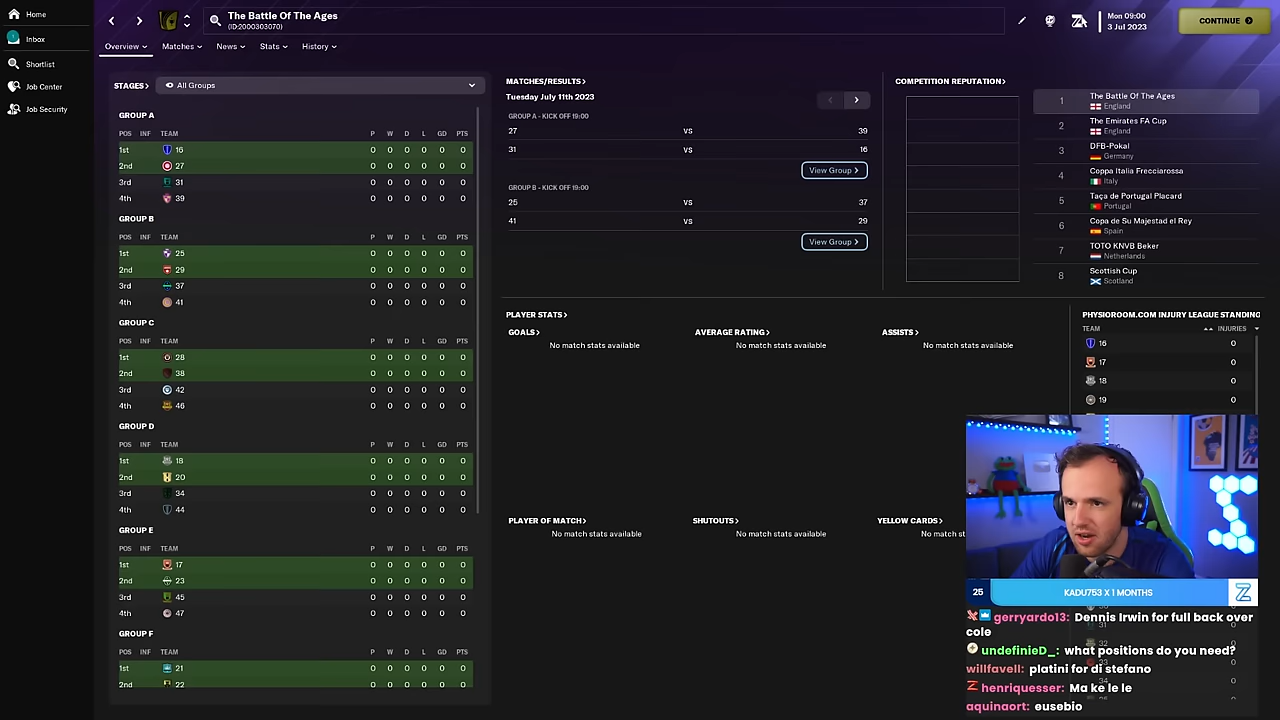 Home
Inbox
Shortlist
Job Center
Job Security
The Battle Of The Ages
(ID:2000303070)
Mon 09:00
3 Jul 2023
CONTINUE
Overview
Matches
News
Stats
History
STAGES
All Groups
GROUP A
POS INF TEAM P W D L GD PTS
1st 16 0 0 0 0 0 0
2nd 27 0 0 0 0 0 0
3rd 31 0 0 0 0 0 0
4th 39 0 0 0 0 0 0
GROUP B
POS INF TEAM P W D L GD PTS
1st 25 0 0 0 0 0 0
2nd 29 0 0 0 0 0 0
3rd 37 0 0 0 0 0 0
4th 41 0 0 0 0 0 0
GROUP C
POS INF TEAM P W D L GD PTS
1st 28 0 0 0 0 0 0
2nd 38 0 0 0 0 0 0
3rd 42 0 0 0 0 0 0
4th 46 0 0 0 0 0 0
GROUP D
POS INF TEAM P W D L GD PTS
1st 18 0 0 0 0 0 0
2nd 20 0 0 0 0 0 0
3rd 34 0 0 0 0 0 0
4th 44 0 0 0 0 0 0
GROUP E
POS INF TEAM P W D L GD PTS
1st 17 0 0 0 0 0 0
2nd 23 0 0 0 0 0 0
3rd 45 0 0 0 0 0 0
4th 47 0 0 0 0 0 0
GROUP F
POS INF TEAM P W D L GD PTS
1st 21 0 0 0 0 0 0
2nd 22 0 0 0 0 0 0
MATCHES/RESULTS
Tuesday July 11th 2023
GROUP A - KICK OFF 19:00
27 VS 39
31 VS 16
View Group
GROUP B - KICK OFF 19:00
25 VS 37
41 VS 29
View Group
COMPETITION REPUTATION
1 The Battle Of The Ages
England
2 The Emirates FA Cup
England
3 DFB-Pokal
Germany
4 Coppa Italia Frecciarossa
Italy
5 Taça de Portugal Placard
Portugal
6 Copa de Su Majestad el Rey
Spain
7 TOTO KNVB Beker
Netherlands
8 Scottish Cup
Scotland
PLAYER STATS
GOALS
No match stats available
AVERAGE RATING
No match stats available
ASSISTS
No match stats available
PLAYER OF MATCH
No match stats available
SHUTOUTS
No match stats available
YELLOW CARDS
No match st
PHYSIOROOM.COM INJURY LEAGUE STANDING
TEAM INJURIES
16 0
17 0
18 0
19 0
25 KADU753 X 1 MONTHS
gerryardo13: Dennis Irwin for full back over
cole
undefinieD_: what positions do you need?
willfavell: platini for di stefano
henriquesser: Ma ke le le
aquinaort: eusebio